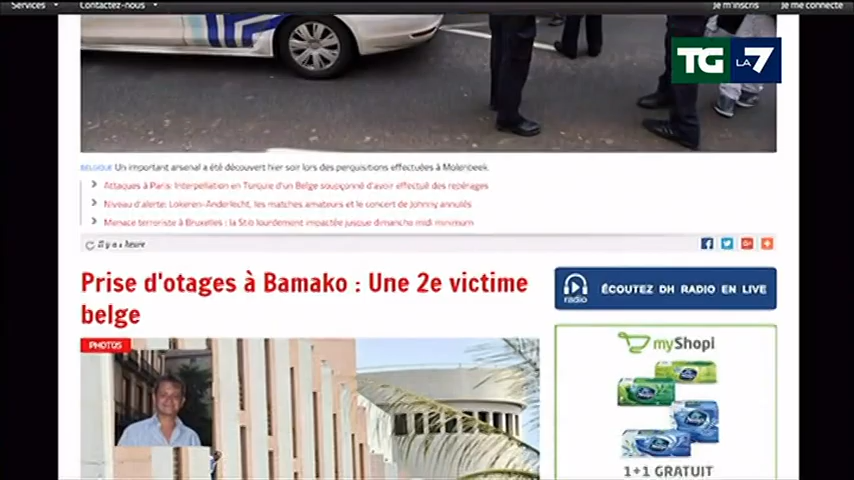 Services
Contactez-nous
Je m'inscris
Je me connecte
TG LA 7
BELGIQUE Un important arsenal a été découvert hier soir lors des perquisitions effectuées à Molenbeek.
Attaques à Paris: Interpellation en Turquie d'un Belge soupçonné d'avoir effectué des repérages
Niveau d'alerte: Lokeren-Anderlecht, les matches amateurs et le concert de Johnny annulés
Menace terroriste à Bruxelles : la Stib lourdement impactée jusque dimanche midi minimum
Il y a 1 heure
Prise d'otages à Bamako : Une 2e victime
belge
radio
ÉCOUTEZ DH RADIO EN LIVE
PHOTOS
myShopi
1+1 GRATUIT